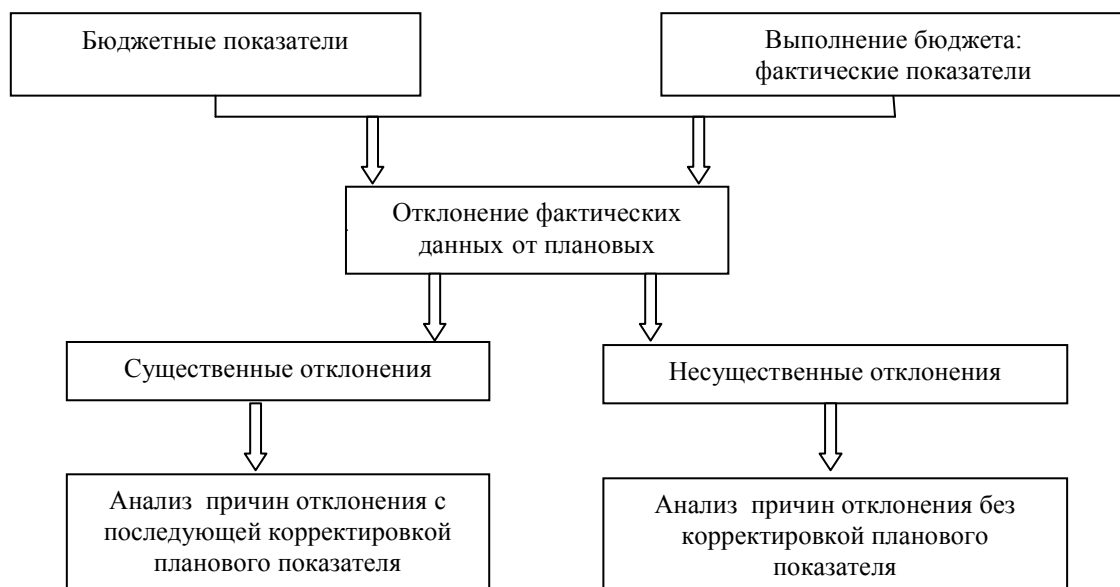 Бюджетные показатели
Выполнение бюджета:
фактические показатели
Отклонение фактических
данных от плановых
Существенные отклонения
Несущественные отклонения
Анализ причин отклонения с
последующей корректировкой
планового показателя
Анализ причин отклонения без
корректировкой планового
показателя